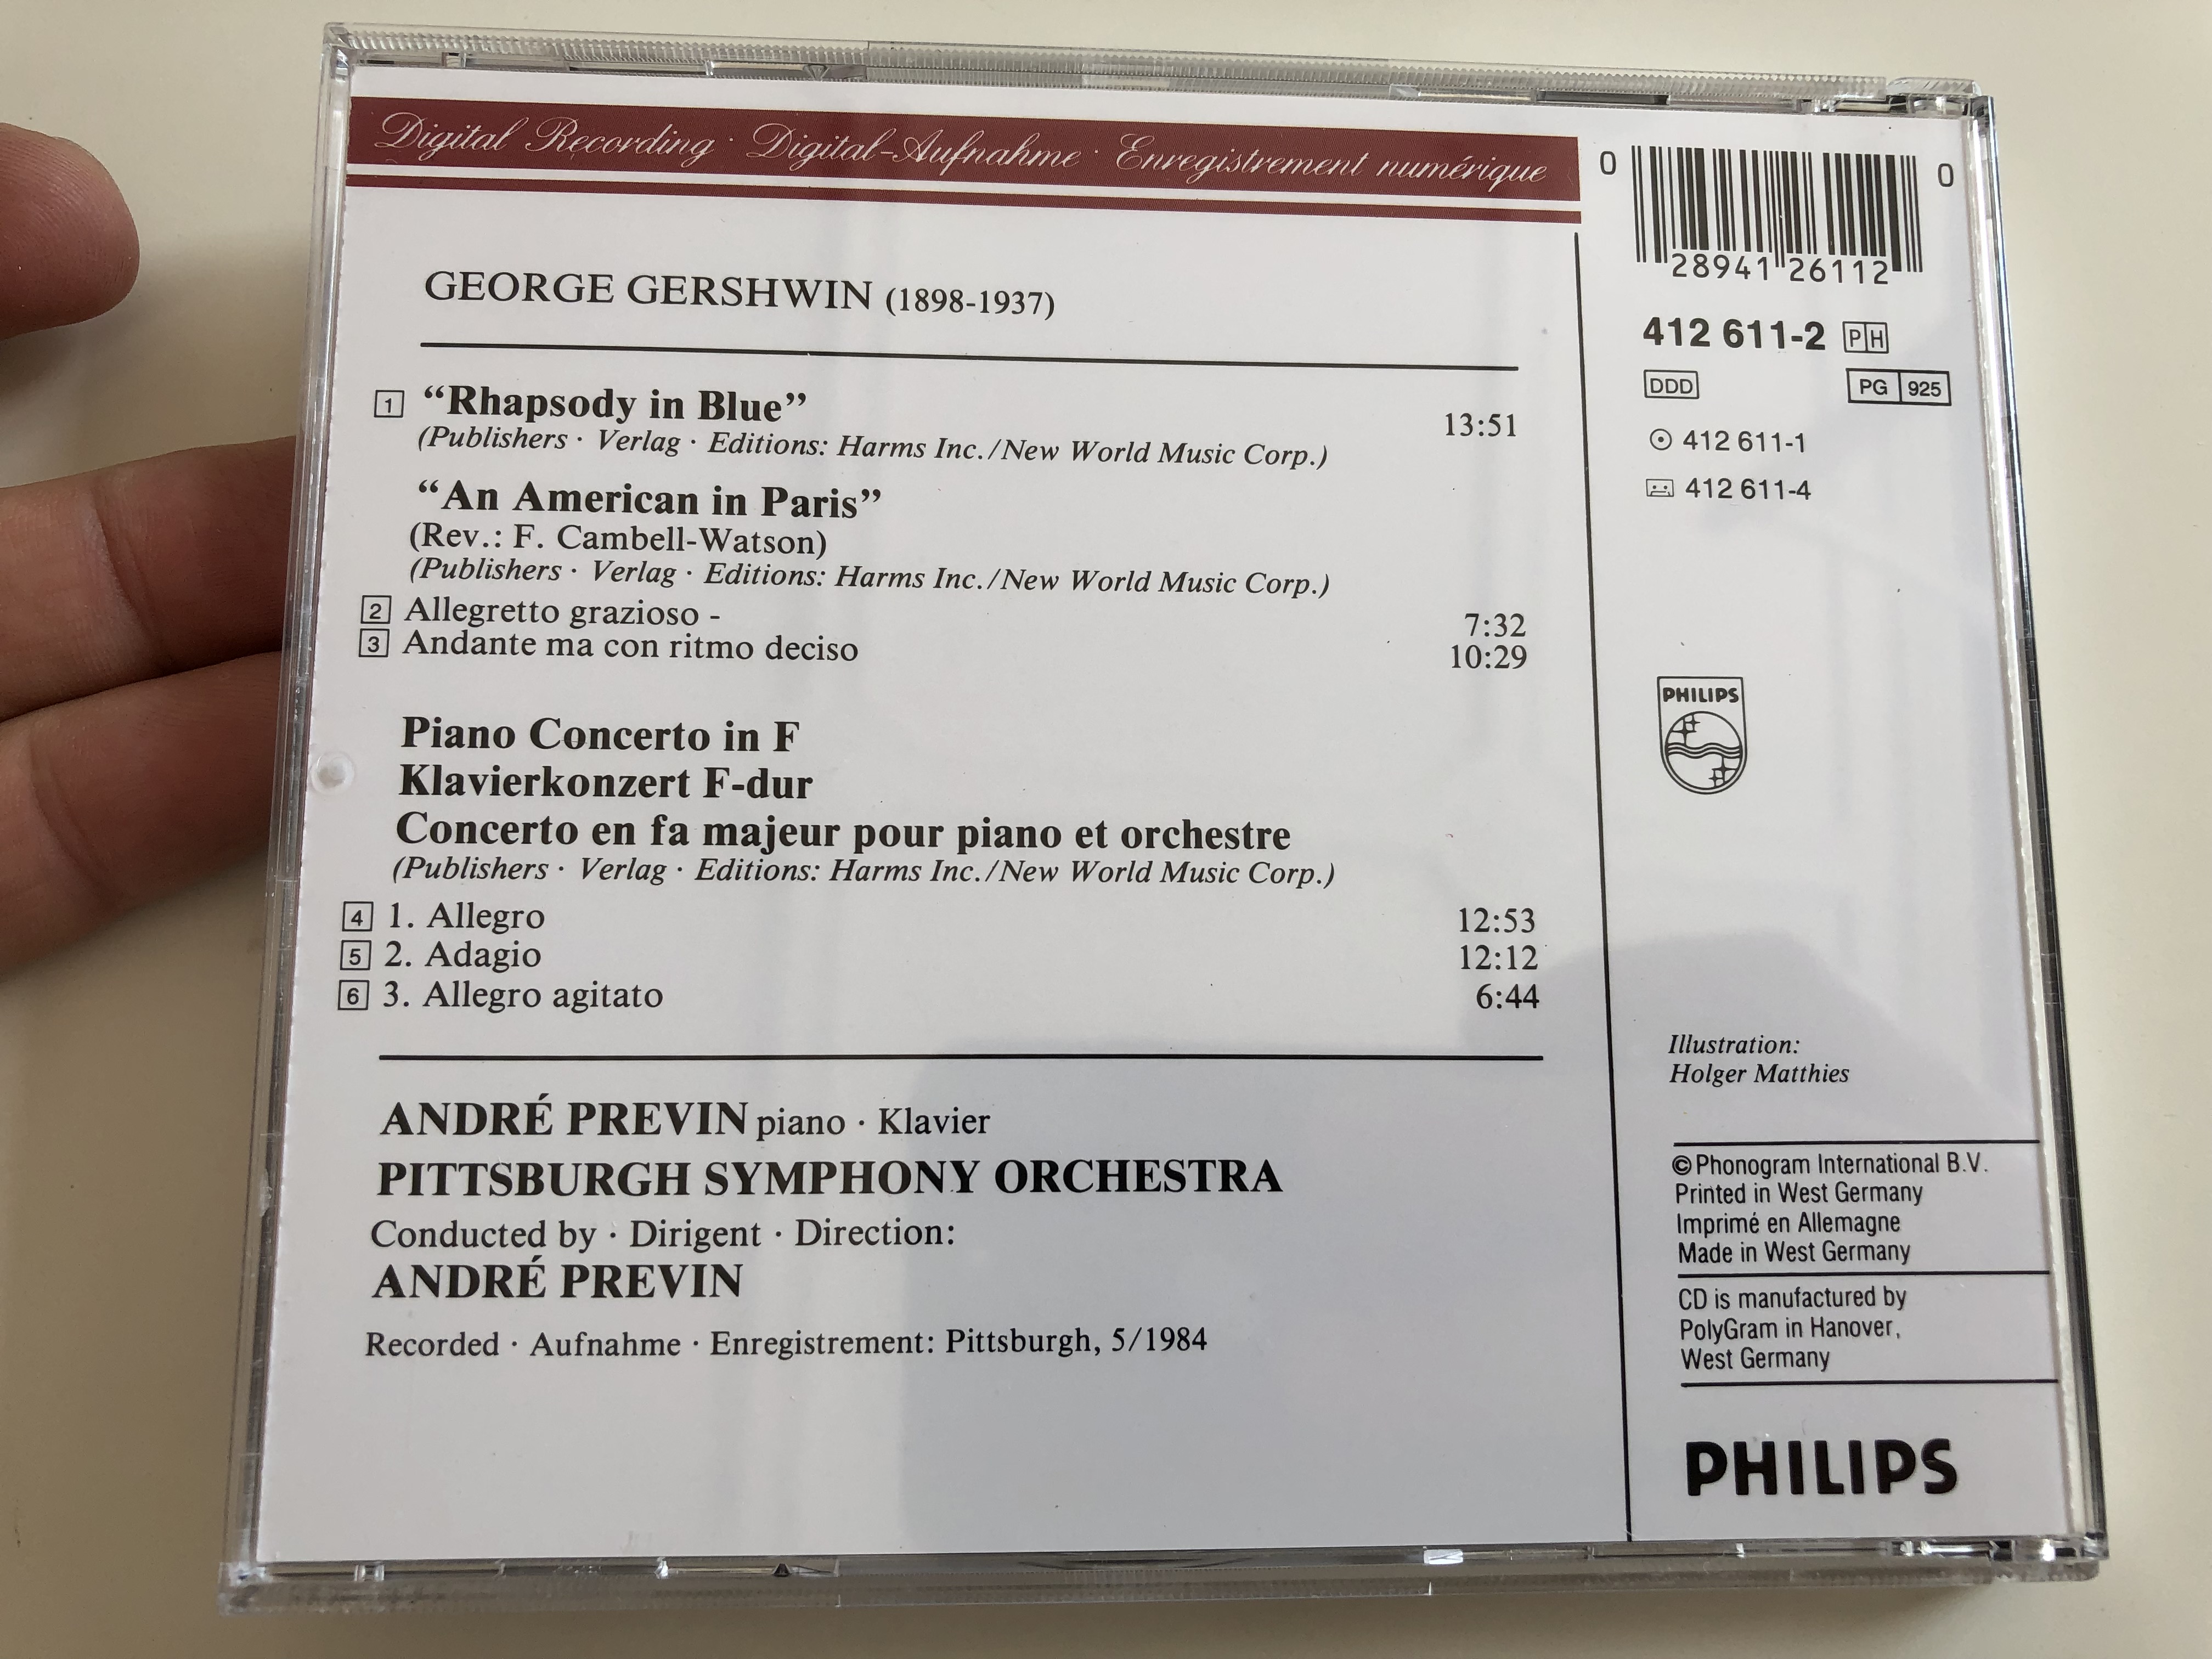 Digital Recording · Digital-Aufnahme · Enregistrement numérique
GEORGE GERSHWIN (1898-1937)
1 “Rhapsody in Blue” 13:51
(Publishers · Verlag · Editions: Harms Inc./New World Music Corp.)
“An American in Paris”
(Rev.: F. Cambell-Watson)
(Publishers · Verlag · Editions: Harms Inc./New World Music Corp.)
2 Allegretto grazioso - 7:32
3 Andante ma con ritmo deciso 10:29
Piano Concerto in F
Klavierkonzert F-dur
Concerto en fa majeur pour piano et orchestre
(Publishers · Verlag · Editions: Harms Inc./New World Music Corp.)
4 1. Allegro 12:53
5 2. Adagio 12:12
6 3. Allegro agitato 6:44
ANDRÉ PREVIN piano · Klavier
PITTSBURGH SYMPHONY ORCHESTRA
Conducted by · Dirigent · Direction:
ANDRÉ PREVIN
Recorded · Aufnahme · Enregistrement: Pittsburgh, 5/1984
0 28941 26112 0
412 611-2 PH
DDD PG 925
412 611-1
412 611-4
PHILIPS
Illustration:
Holger Matthies
© Phonogram International B.V.
Printed in West Germany
Imprimé en Allemagne
Made in West Germany
CD is manufactured by
PolyGram in Hanover,
West Germany
PHILIPS